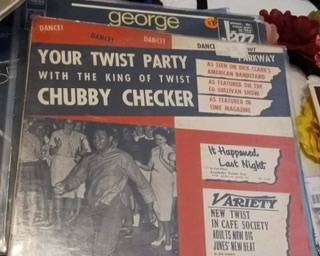 george
DANCE! DANCE! DANCE! DANCE
PARKWAY
YOUR TWIST PARTY
WITH THE KING OF TWIST
CHUBBY CHECKER
AS SEEN ON DICK CLARK'S
AMERICAN BANDSTAND
AS FEATURED ON THE
ED SULLIVAN SHOW
AS FEATURED IN
TIME MAGAZINE
It Happened
Last Night
VARIETY
NEW TWIST
IN CAFE SOCIETY
ADULTS NOW DIG
JUVES' NEW BEAT